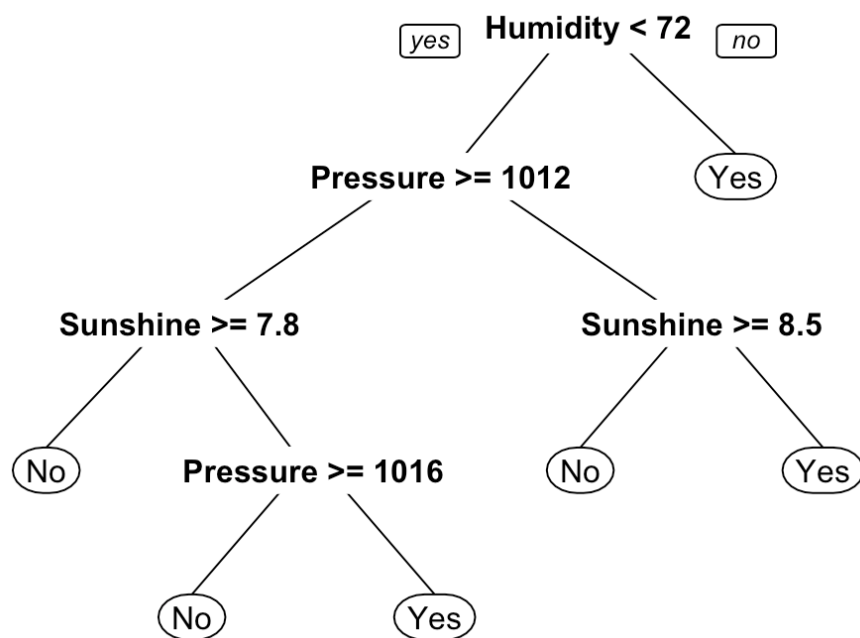 yes Humidity < 72 no
Pressure >= 1012 Yes
Sunshine >= 7.8 Sunshine >= 8.5
No Pressure >= 1016 No Yes
No Yes